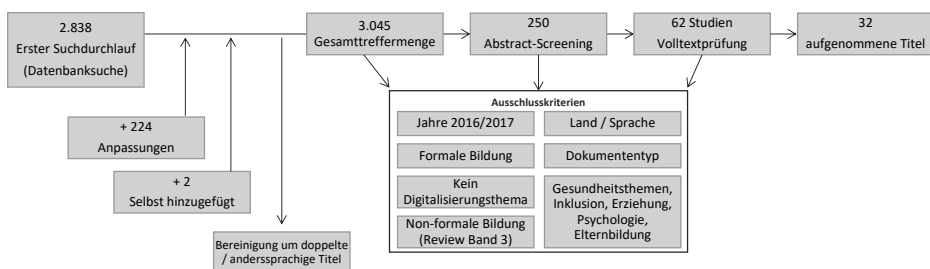 2.838
Erster Suchdurchlauf
(Datenbanksuche)
3.045
Gesamttreffermenge
250
Abstract-Screening
62 Studien
Volltextprüfung
32
aufgenommene Titel
+ 224
Anpassungen
+ 2
Selbst hinzugefügt
Bereinigung um doppelte
/ anderssprachige Titel
Ausschlusskriterien
Jahre 2016/2017
Land / Sprache
Formale Bildung
Dokumententyp
Kein
Digitalisierungsthema
Gesundheitsthemen,
Inklusion, Erziehung,
Psychologie,
Elternbildung
Non-formale Bildung
(Review Band 3)